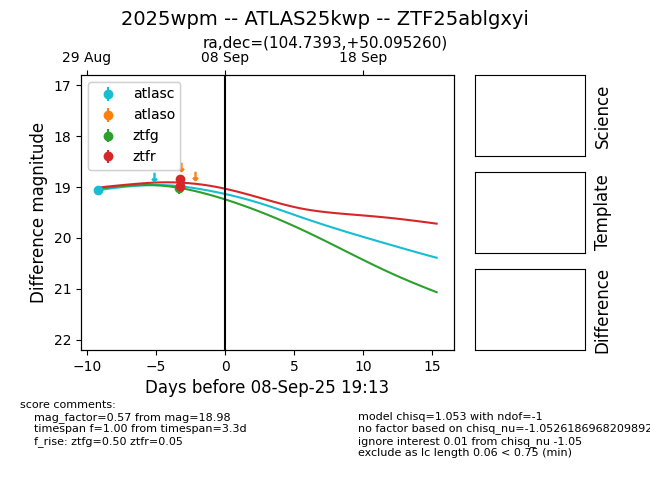 2025wpm -- ATLAS25kwp -- ZTF25ablgxyi
ra,dec=(104.7393,+50.095260)
29 Aug 08 Sep 18 Sep
atlasc
atlaso
ztfg
ztfr
17
18
19
20
21
22
Difference magnitude
−10 −5 0 5 10 15
Days before 08-Sep-25 19:13
Science
Template
Difference
score comments:
mag_factor=0.57 from mag=18.98
timespan f=1.00 from timespan=3.3d
f_rise: ztfg=0.50 ztfr=0.05
model chisq=1.053 with ndof=-1
no factor based on chisq_nu=-1.0526186968209892
ignore interest 0.01 from chisq_nu -1.05
exclude as lc length 0.06 < 0.75 (min)